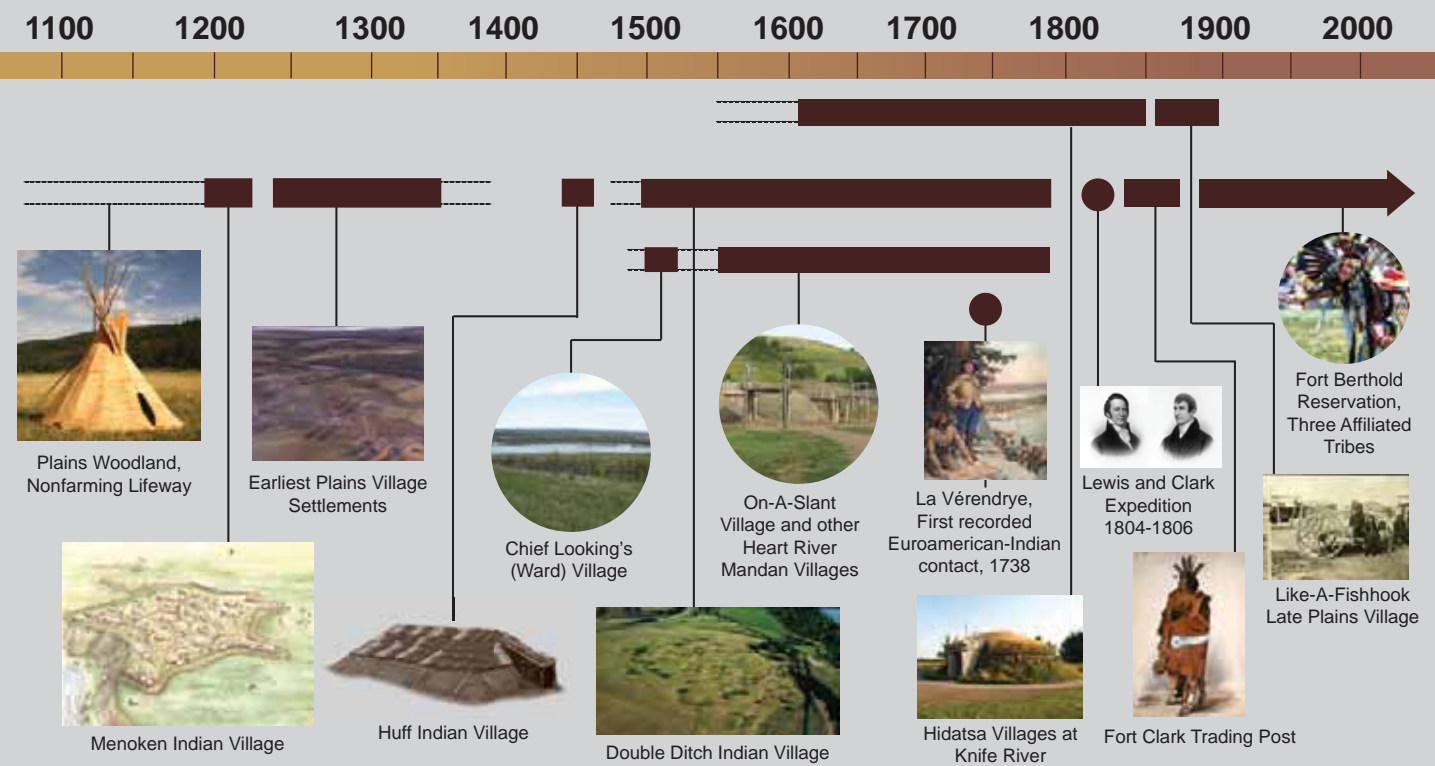 1100 1200 1300 1400 1500 1600 1700 1800 1900 2000
Plains Woodland,
Nonfarming Lifeway
Earliest Plains Village
Settlements
Menoken Indian Village
Huff Indian Village
Chief Looking's
(Ward) Village
Double Ditch Indian Village
On-A-Slant
Village and other
Heart River
Mandan Villages
La Vérendrye,
First recorded
Euroamerican-Indian
contact, 1738
Hidatsa Villages at
Knife River
Lewis and Clark
Expedition
1804-1806
Fort Clark Trading Post
Like-A-Fishhook
Late Plains Village
Fort Berthold
Reservation,
Three Affiliated
Tribes